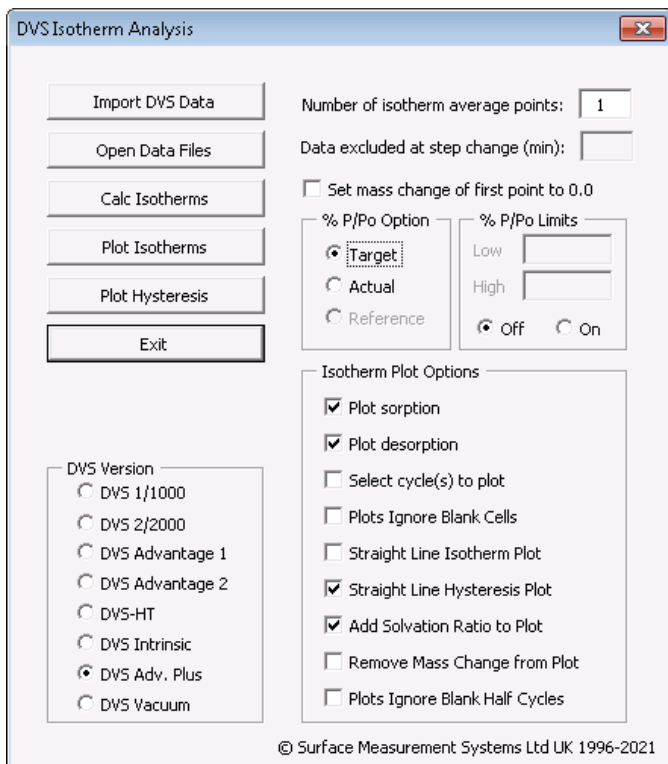 DVS Isotherm Analysis
Import DVS Data
Open Data Files
Calc Isotherms
Plot Isotherms
Plot Hysteresis
Exit
Number of isotherm average points: 1
Data excluded at step change (min):
Set mass change of first point to 0.0
% P/Po Option
Target
Actual
Reference
% P/Po Limits
Low
High
Off On
DVS Version
DVS 1/1000
DVS 2/2000
DVS Advantage 1
DVS Advantage 2
DVS-HT
DVS Intrinsic
DVS Adv. Plus
DVS Vacuum
Isotherm Plot Options
Plot sorption
Plot desorption
Select cycle(s) to plot
Plots Ignore Blank Cells
Straight Line Isotherm Plot
Straight Line Hysteresis Plot
Add Solvation Ratio to Plot
Remove Mass Change from Plot
Plots Ignore Blank Half Cycles
© Surface Measurement Systems Ltd UK 1996-2021